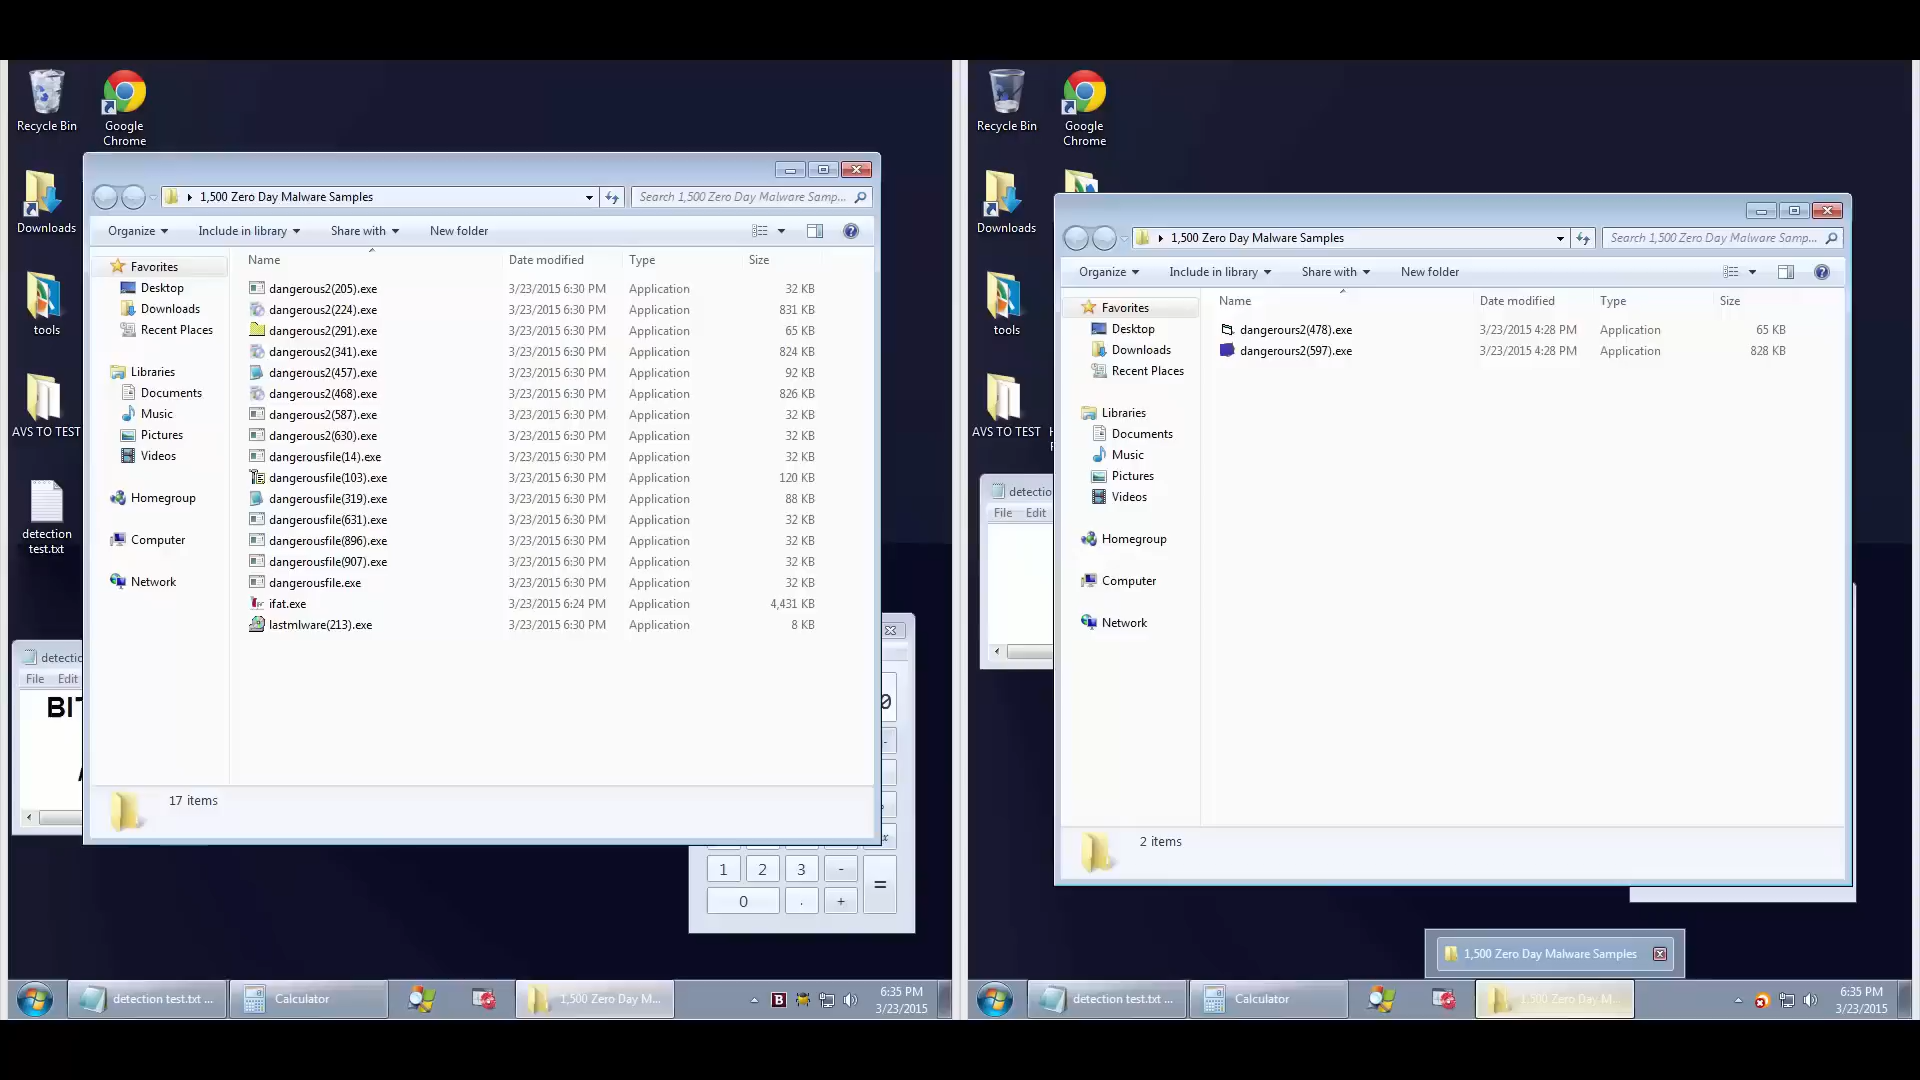 Recycle Bin
Google
Chrome
Downloads
tools
AVS TO TEST
detection
test.txt
1,500 Zero Day Malware Samples
Search 1,500 Zero Day Malware Samp...
Organize
Include in library
Share with
New folder
Favorites
Desktop
Downloads
Recent Places
Libraries
Documents
Music
Pictures
Videos
Homegroup
Computer
Network
Name Date modified Type Size
dangerous2(205).exe 3/23/2015 6:30 PM Application 32 KB
dangerous2(224).exe 3/23/2015 6:30 PM Application 831 KB
dangerous2(291).exe 3/23/2015 6:30 PM Application 65 KB
dangerous2(341).exe 3/23/2015 6:30 PM Application 824 KB
dangerous2(457).exe 3/23/2015 6:30 PM Application 92 KB
dangerous2(468).exe 3/23/2015 6:30 PM Application 826 KB
dangerous2(587).exe 3/23/2015 6:30 PM Application 32 KB
dangerous2(630).exe 3/23/2015 6:30 PM Application 32 KB
dangerousfile(14).exe 3/23/2015 6:30 PM Application 32 KB
dangerousfile(103).exe 3/23/2015 6:30 PM Application 120 KB
dangerousfile(319).exe 3/23/2015 6:30 PM Application 88 KB
dangerousfile(631).exe 3/23/2015 6:30 PM Application 32 KB
dangerousfile(896).exe 3/23/2015 6:30 PM Application 32 KB
dangerousfile(907).exe 3/23/2015 6:30 PM Application 32 KB
dangerousfile.exe 3/23/2015 6:30 PM Application 32 KB
ifat.exe 3/23/2015 6:24 PM Application 4,431 KB
lastmlware(213).exe 3/23/2015 6:30 PM Application 8 KB
17 items
detectio
File Edit
BIT
0
1 2 3 - =
0 . +
detection test.txt ...
Calculator
1,500 Zero Day M...
B
6:35 PM
3/23/2015
Recycle Bin
Google
Chrome
Downloads
tools
AVS TO TEST
1,500 Zero Day Malware Samples
Search 1,500 Zero Day Malware Samp...
Organize
Include in library
Share with
New folder
Favorites
Desktop
Downloads
Recent Places
Libraries
Documents
Music
Pictures
Videos
Homegroup
Computer
Network
Name Date modified Type Size
dangerours2(478).exe 3/23/2015 4:28 PM Application 65 KB
dangerours2(597).exe 3/23/2015 4:28 PM Application 828 KB
2 items
detectio
File Edit
1,500 Zero Day Malware Samples
detection test.txt ...
Calculator
1,500 Zero Day M...
6:35 PM
3/23/2015